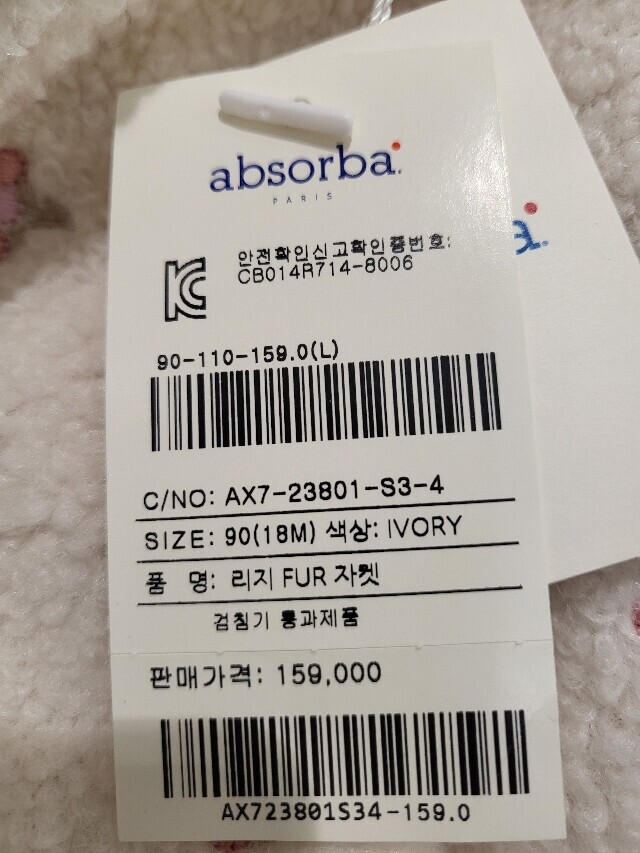 absorba
PARIS
안전확인신고확인증번호:
CB014R714-8006
90-110-159.0(L)
C/NO: AX7-23801-S3-4
SIZE: 90(18M) 색상: IVORY
품 명: 리지 FUR 자켓
검침기 통과제품
판매가격: 159,000
AX723801S34-159.0
a